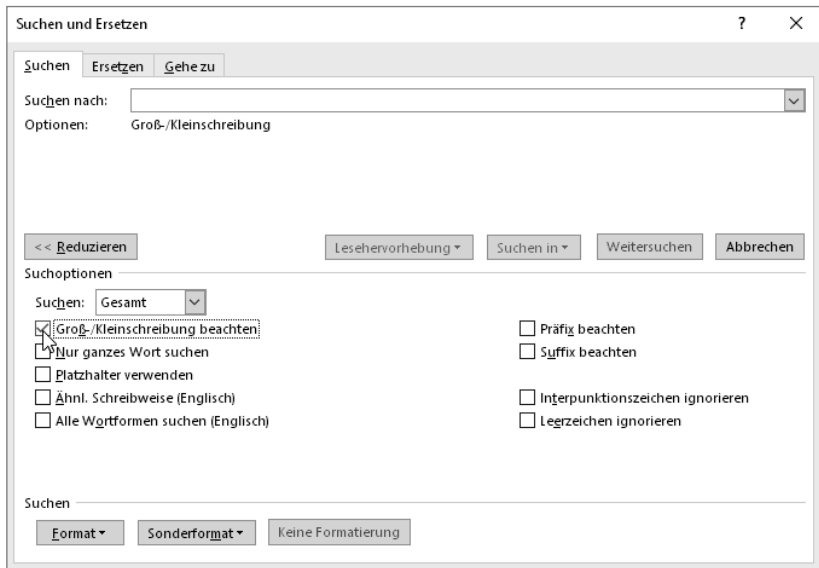 Suchen und Ersetzen ? ×
Suchen Ersetzen Gehe zu
Suchen nach:
Optionen: Groß-/Kleinschreibung
<< Reduzieren Lesehervorhebung Suchen in Weitersuchen Abbrechen
Suchoptionen
Suchen: Gesamt
Groß-/Kleinschreibung beachten Präfix beachten
Nur ganzes Wort suchen Suffix beachten
Platzhalter verwenden
Ähnl. Schreibweise (Englisch) Interpunktionszeichen ignorieren
Alle Wortformen suchen (Englisch) Leerzeichen ignorieren
Suchen
Format Sonderformat Keine Formatierung